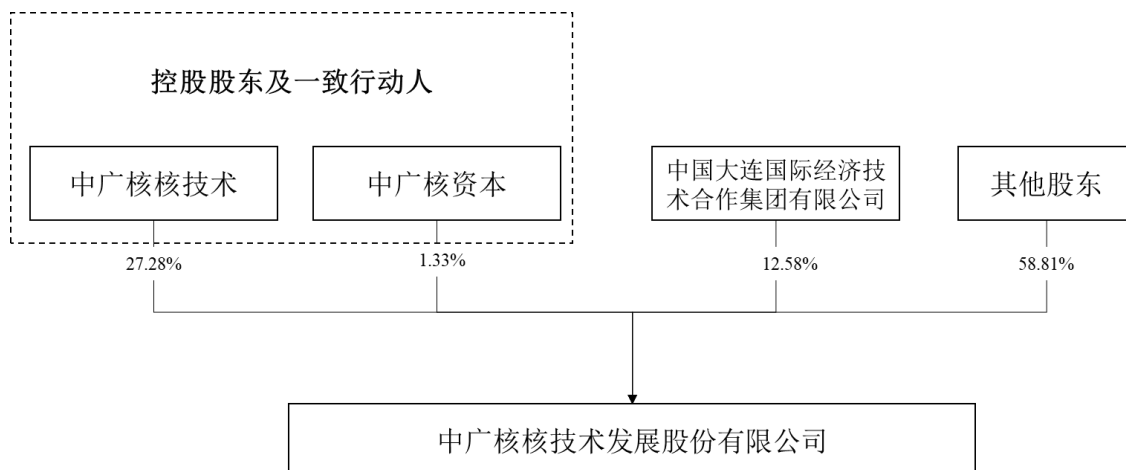 控股股东及一致行动人
中广核核技术
中广核资本
中国大连国际经济技
术合作集团有限公司
其他股东
27.28%
1.33%
12.58%
58.81%
中广核核技术发展股份有限公司